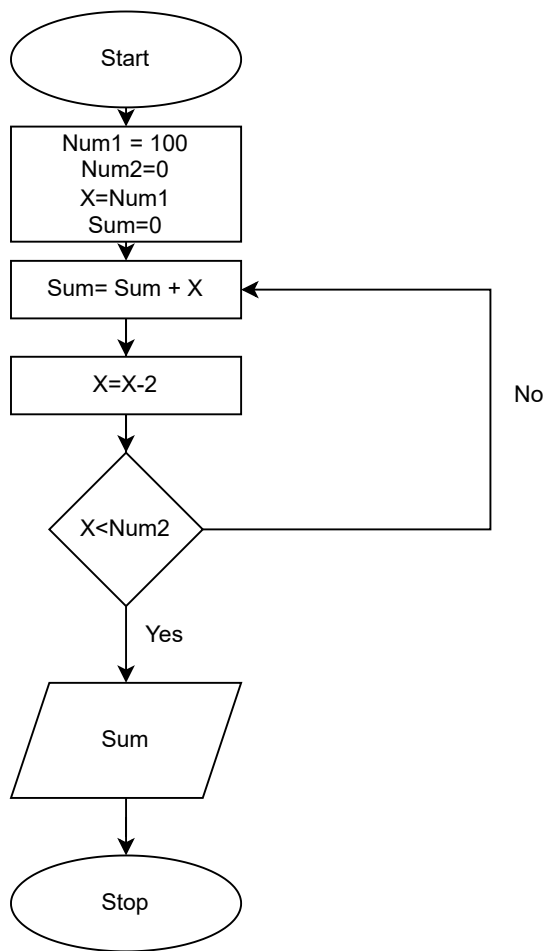 Start
Num1 = 100
Num2=0
X=Num1
Sum=0
Sum= Sum + X
X=X-2
No
X<Num2
Yes
Sum
Stop